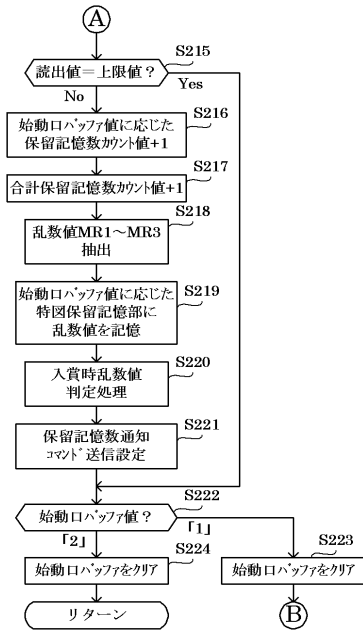 A
S215
読出値＝上限値？
No
Yes
S216
始動口バッファ値に応じた
保留記憶数カウント値+1
S217
合計保留記憶数カウント値+1
S218
乱数値MR1～MR3
抽出
S219
始動口バッファ値に応じた
特図保留記憶部に
乱数値を記憶
S220
入賞時乱数値
判定処理
S221
保留記憶数通知
コマンド送信設定
S222
始動口バッファ値？
「2」
「1」
S224
S223
始動口バッファをクリア
始動口バッファをクリア
リターン
B